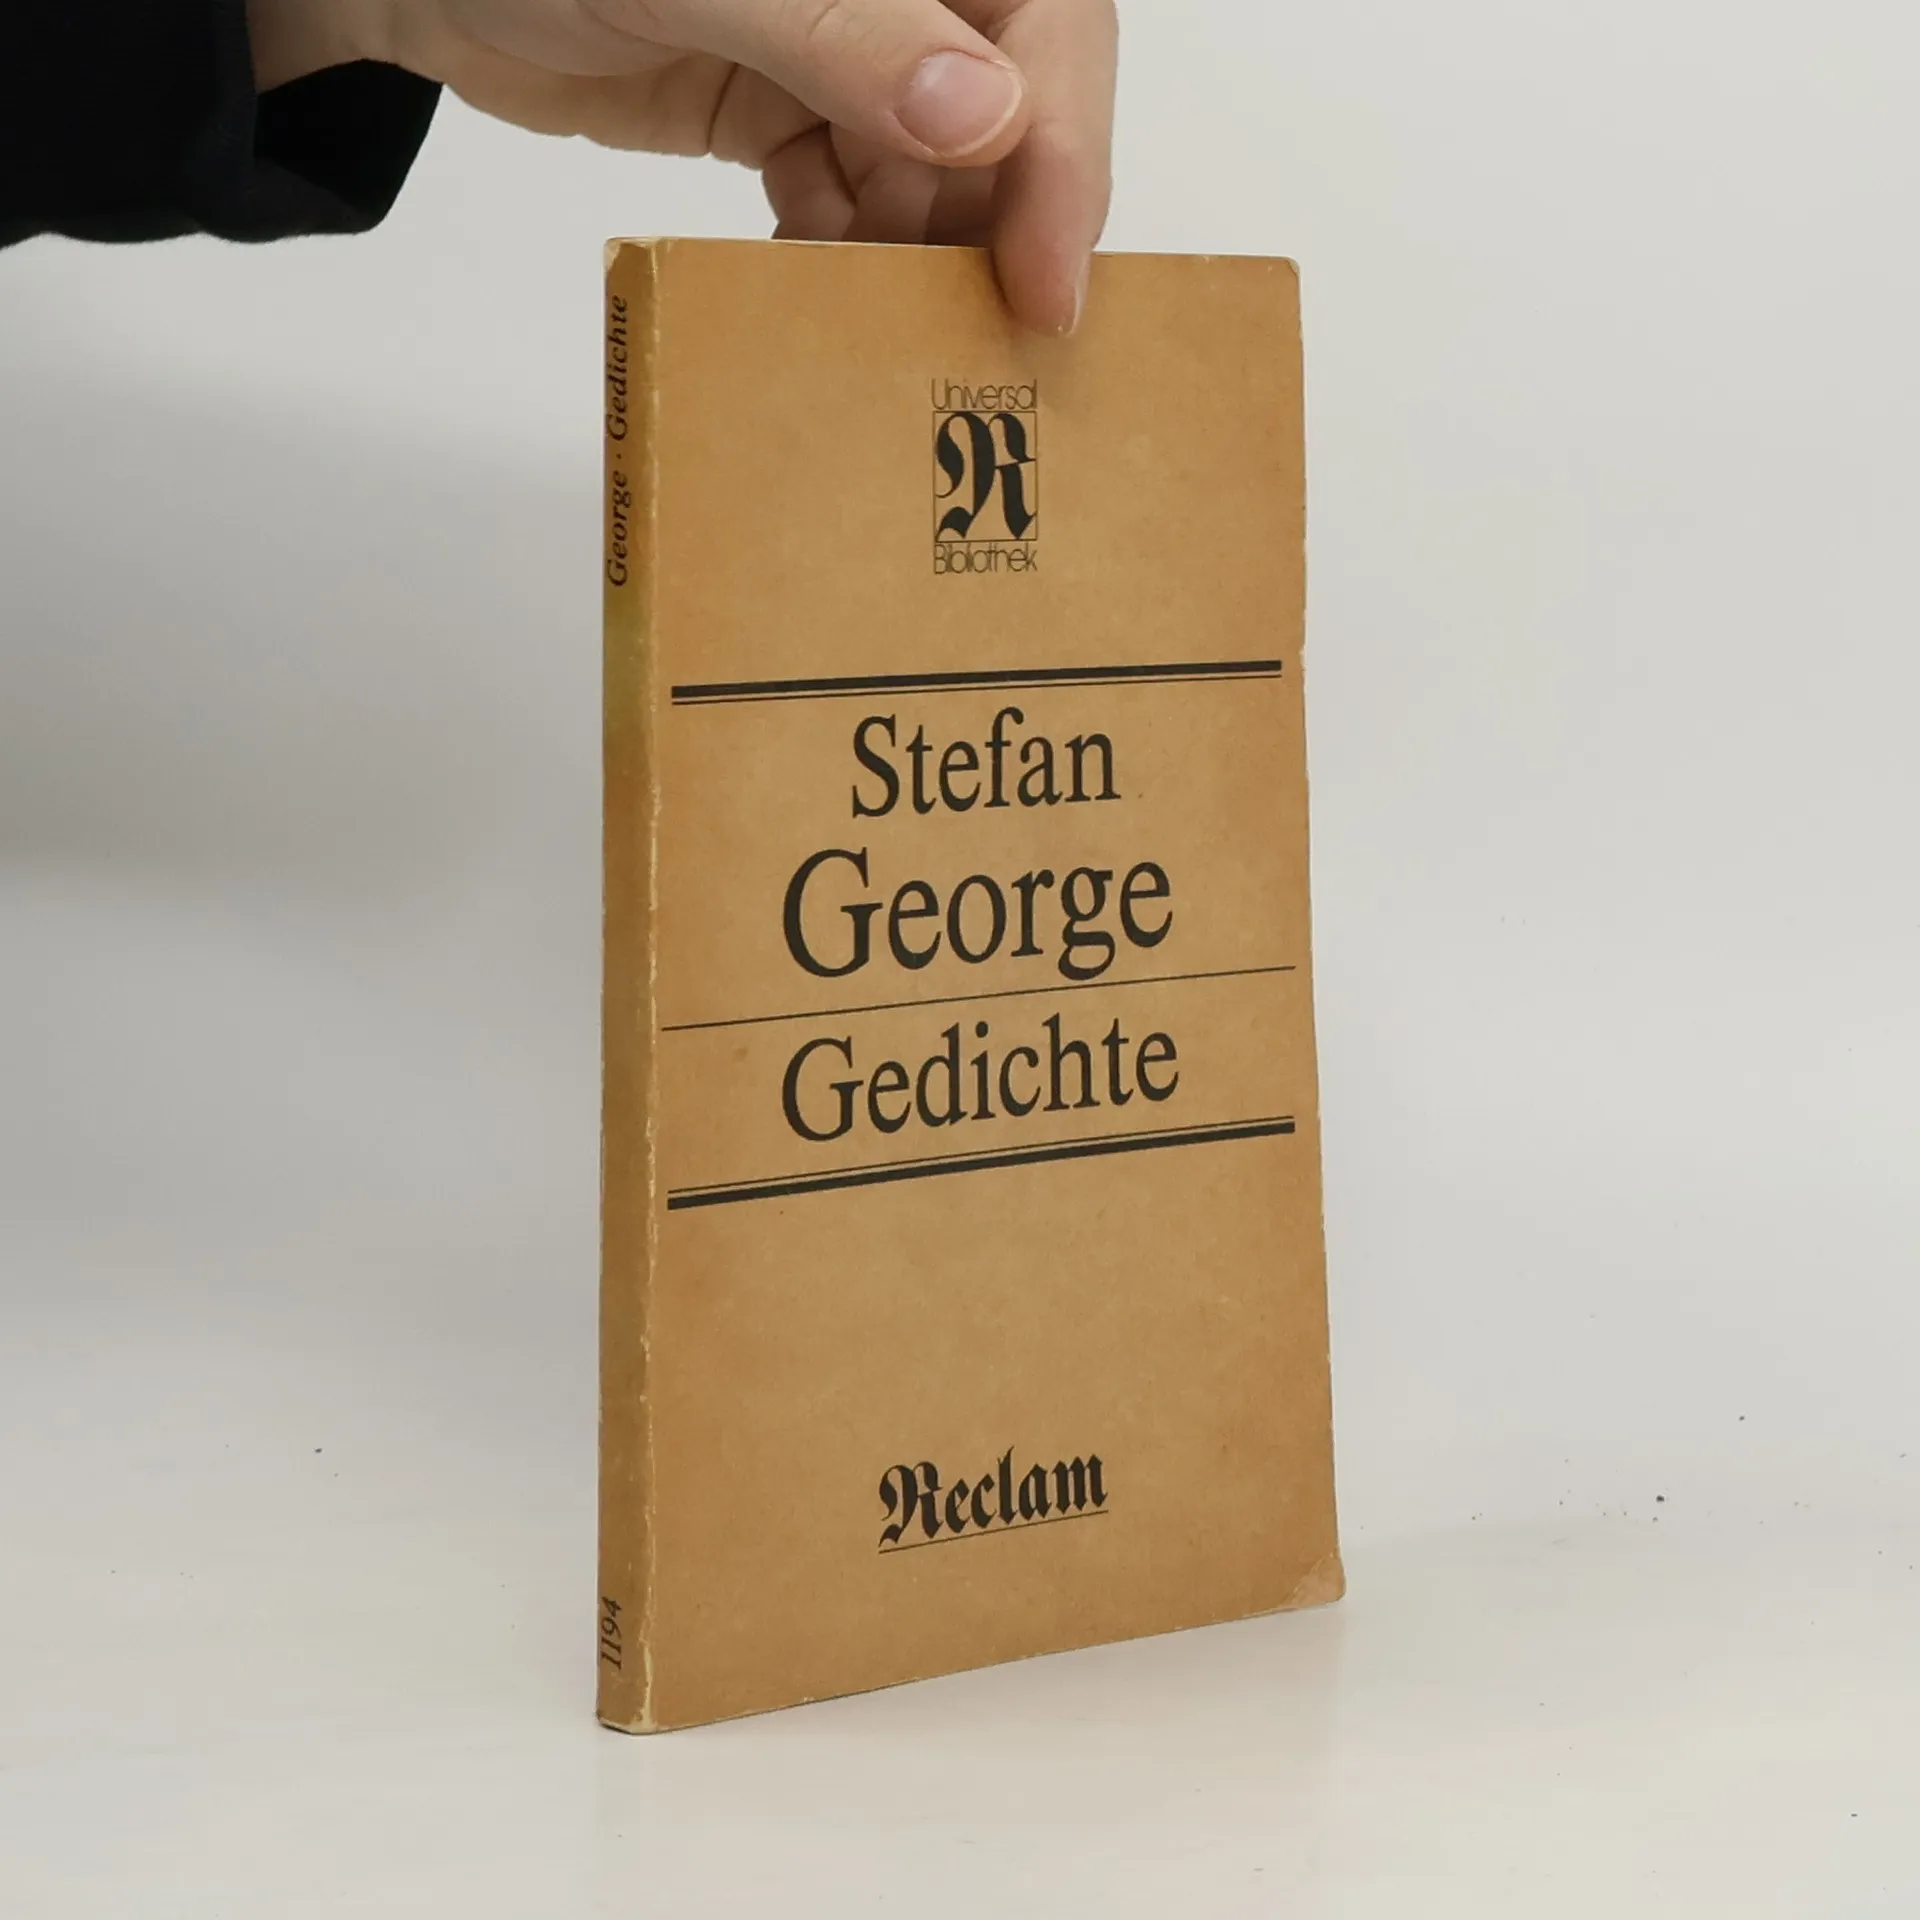 George · Gedichte
1194
Universal
R
Bibliothek
Stefan
George
Gedichte
Reclam